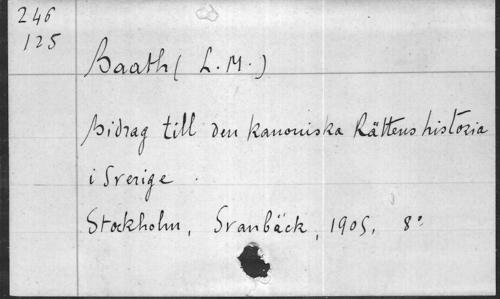 246
125
Baath ( L. M. )
Bidrag till den kanoniska Rättens historia
i Sverige .
Stockholm, Svanbäck, 1905, 8°